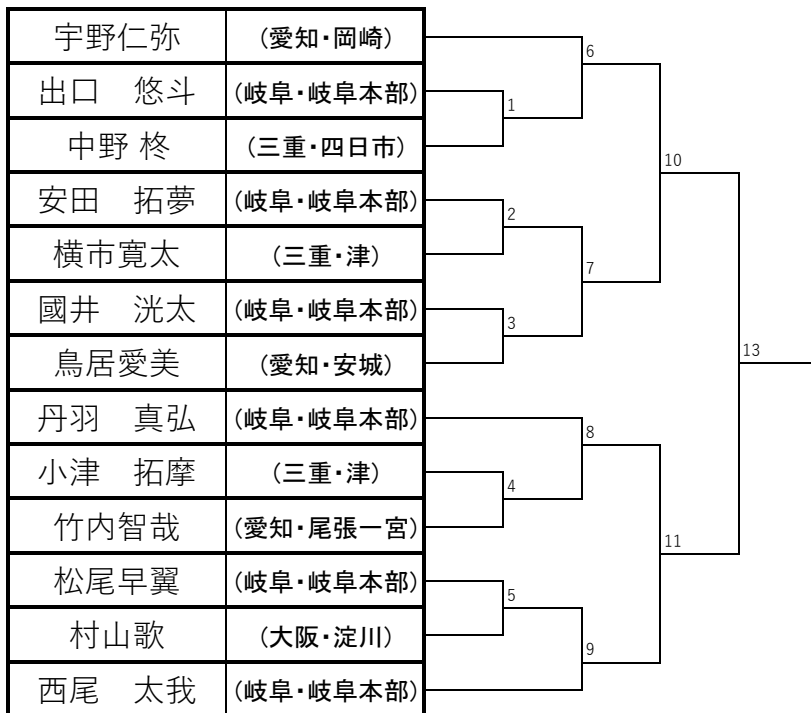 宇野仁弥 (愛知・岡崎)
6
出口　悠斗 (岐阜・岐阜本部)
1
中野 柊 (三重・四日市)
10
安田　拓夢 (岐阜・岐阜本部)
2
横市寛太 (三重・津)
7
國井　洸太 (岐阜・岐阜本部)
3
鳥居愛美 (愛知・安城)
13
丹羽　真弘 (岐阜・岐阜本部)
8
小津　拓摩 (三重・津)
4
竹内智哉 (愛知・尾張一宮)
11
松尾早翼 (岐阜・岐阜本部)
5
村山歌 (大阪・淀川)
9
西尾　太我 (岐阜・岐阜本部)